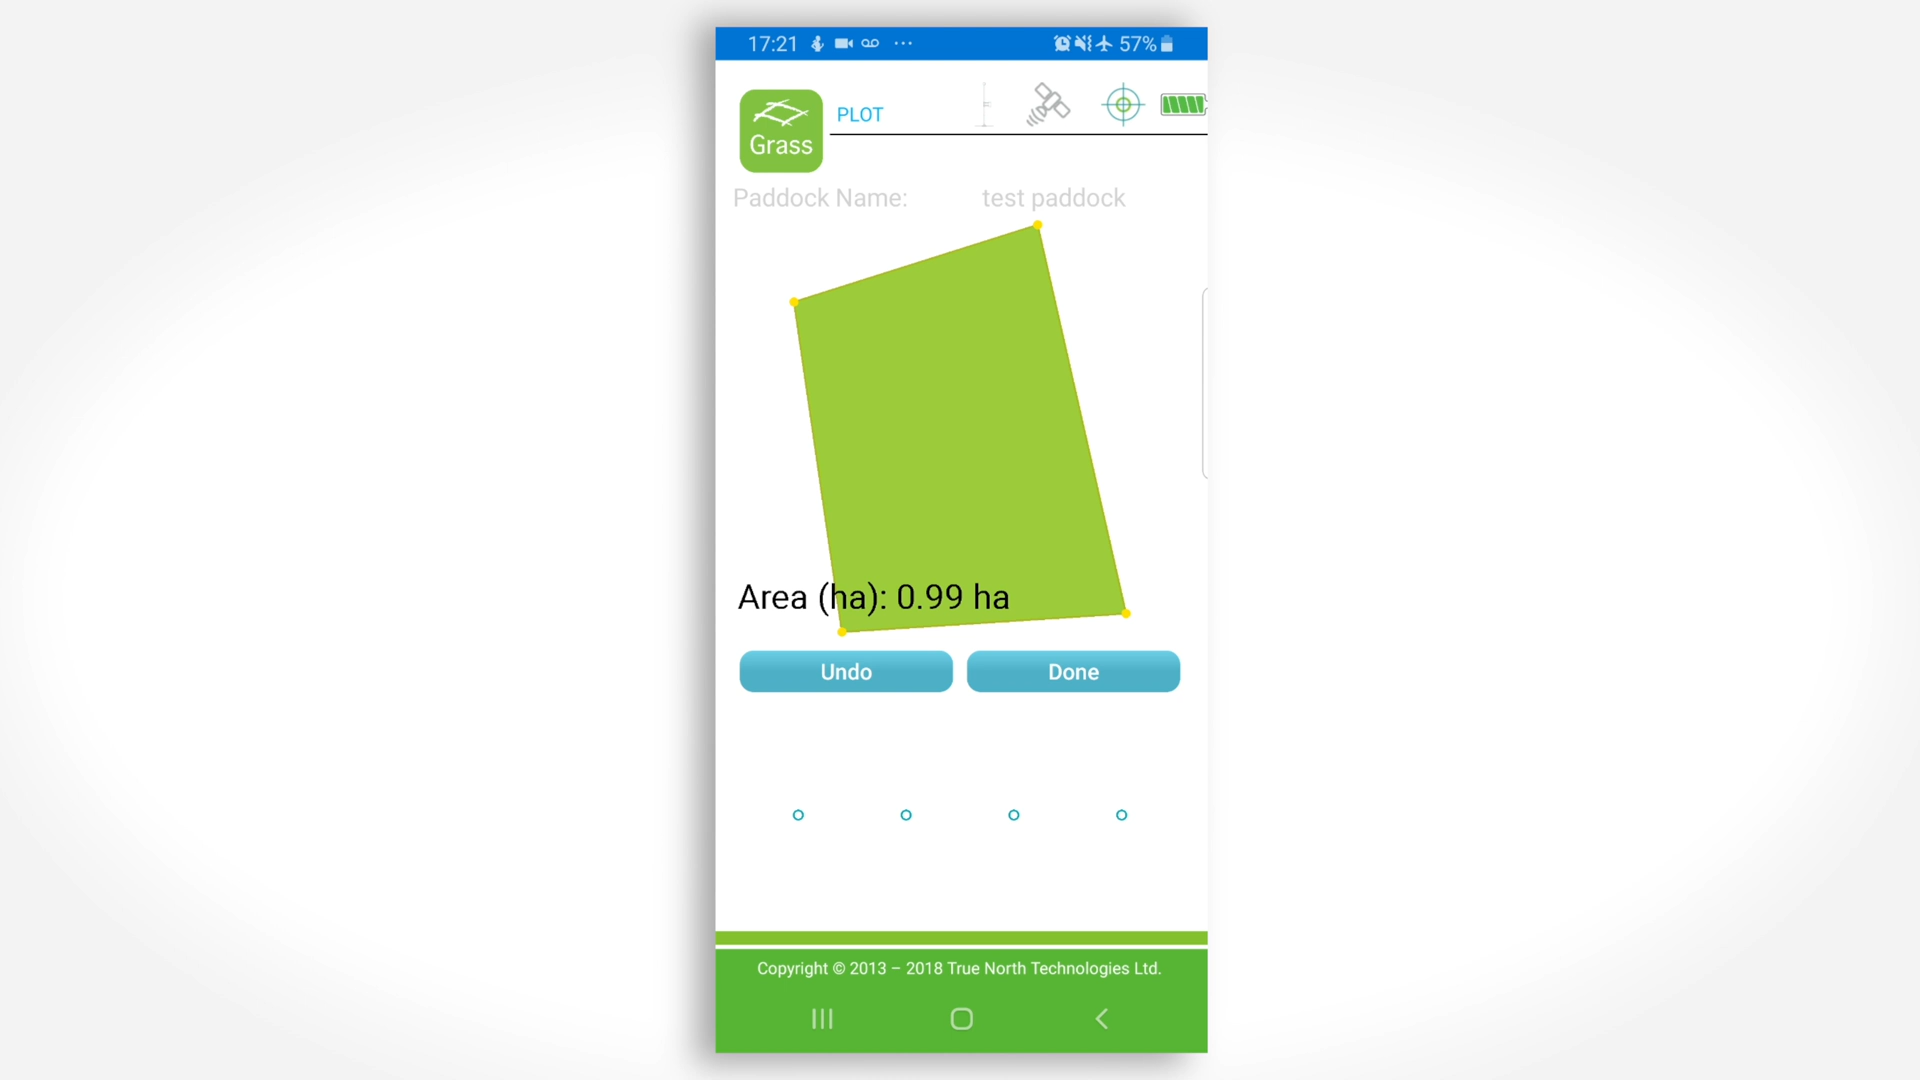 17:21
57%
Grass
PLOT
Paddock Name: test paddock
Area (ha): 0.99 ha
Undo
Done
Copyright © 2013 – 2018 True North Technologies Ltd.